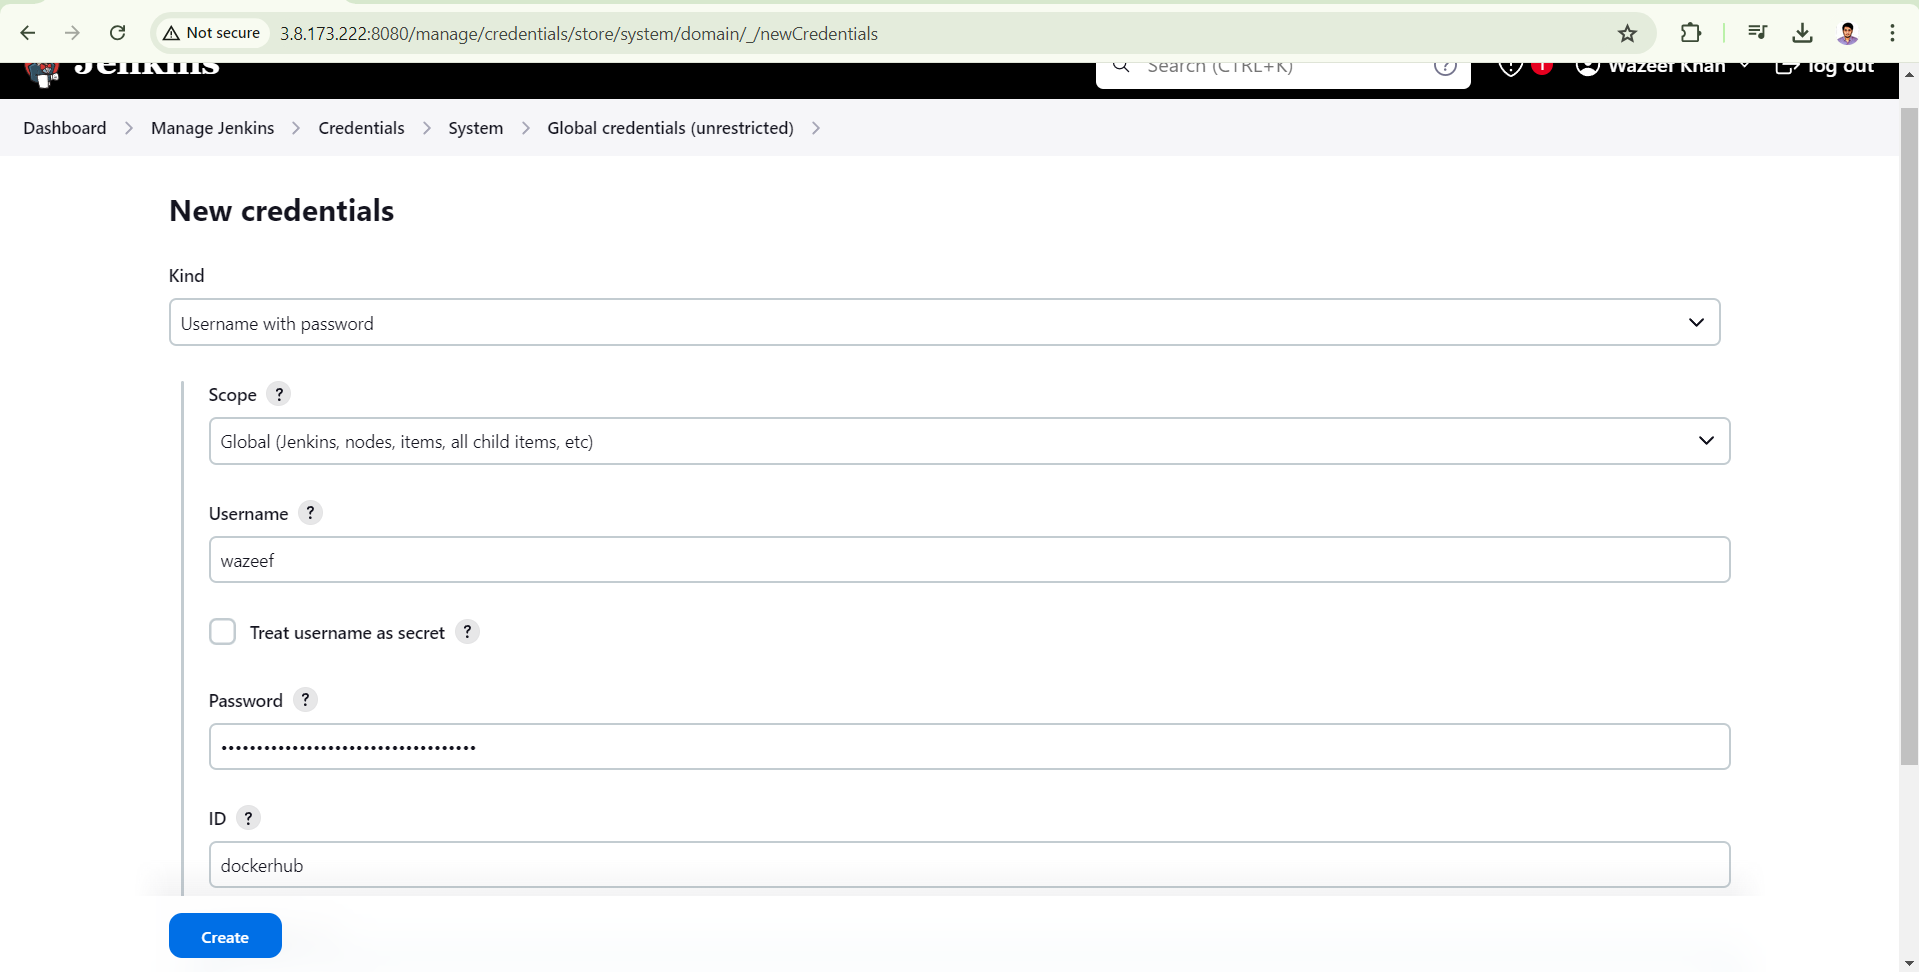 Not secure 3.8.173.222:8080/manage/credentials/store/system/domain/_/newCredentials
Jenkins Search (CTRL+K) ? 1 Wazeef Khan log out
Dashboard > Manage Jenkins > Credentials > System > Global credentials (unrestricted) >
New credentials
Kind
Username with password
Scope ?
Global (Jenkins, nodes, items, all child items, etc)
Username ?
wazeef
Treat username as secret ?
Password ?
••••••••••••••••••••••••••••••••••••
ID ?
dockerhub
Create